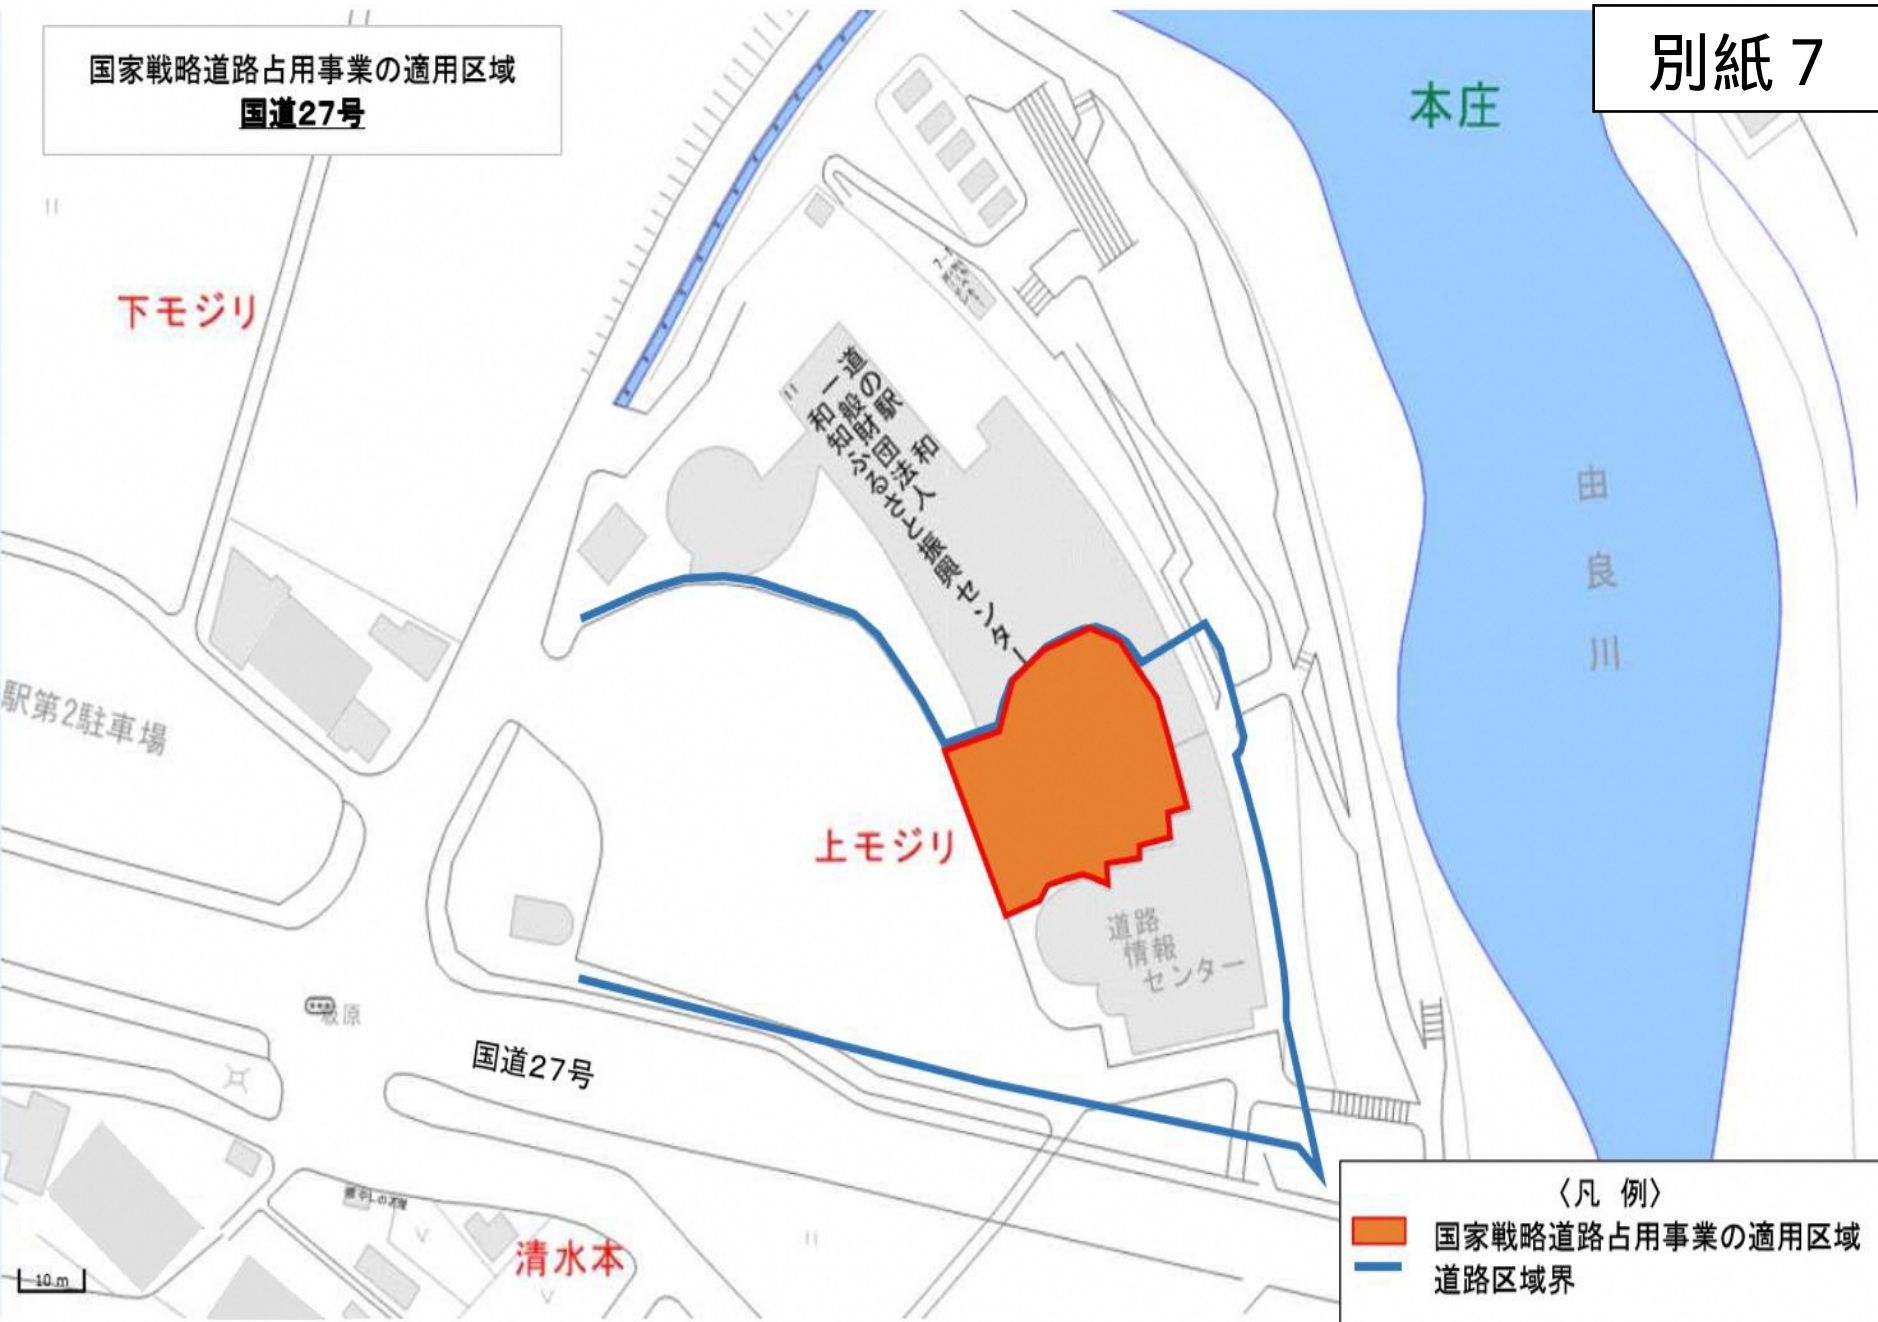 国家戦略道路占用事業の適用区域
国道27号
別紙７
本庄
下モジリ
道の駅 和
一般財団法人
和知ふるさと振興センター
由良川
駅第2駐車場
上モジリ
道路
情報
センター
国道27号
清水本
10 m
〈凡 例〉
国家戦略道路占用事業の適用区域
道路区域界